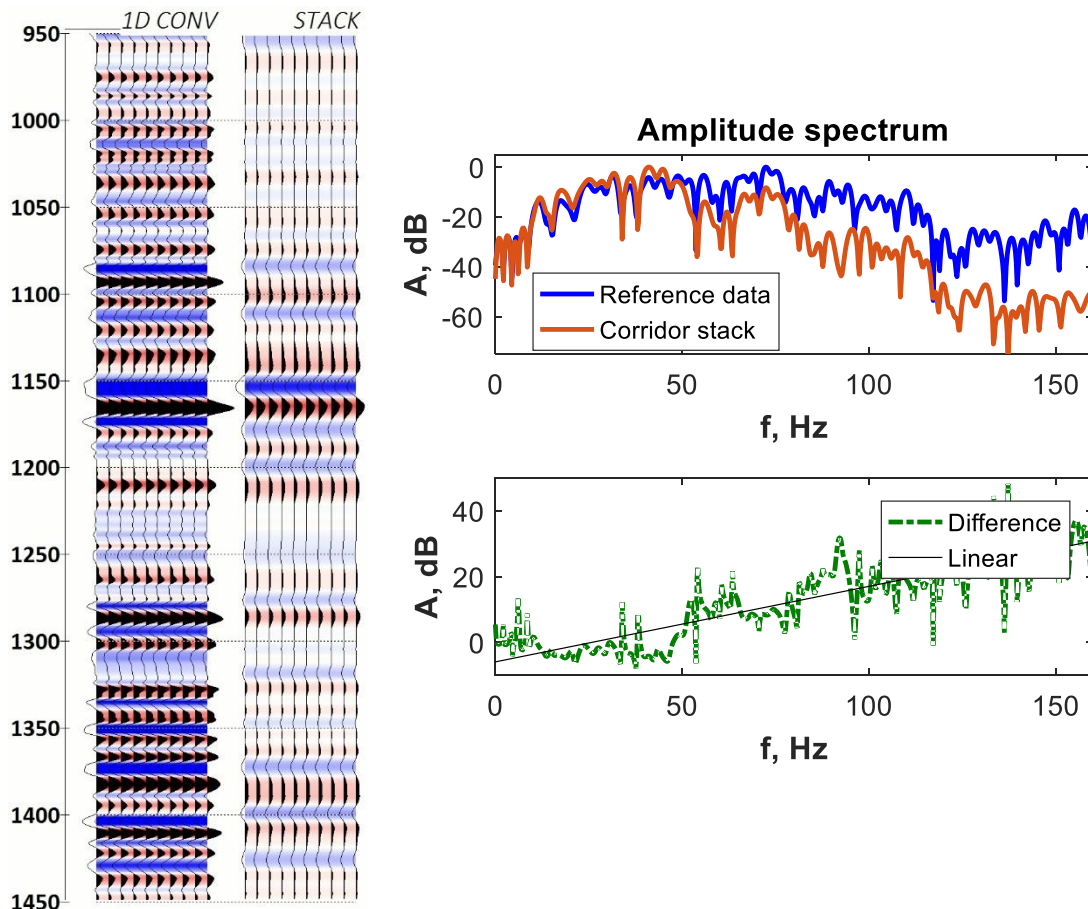 1D CONV STACK
950
1000
1050
1100
1150
1200
1250
1300
1350
1400
1450
Amplitude spectrum
0
-20
-40
-60
A, dB
Reference data
Corridor stack
0 50 100 150
f, Hz
40
20
0
A, dB
Difference
Linear
0 50 100 150
f, Hz